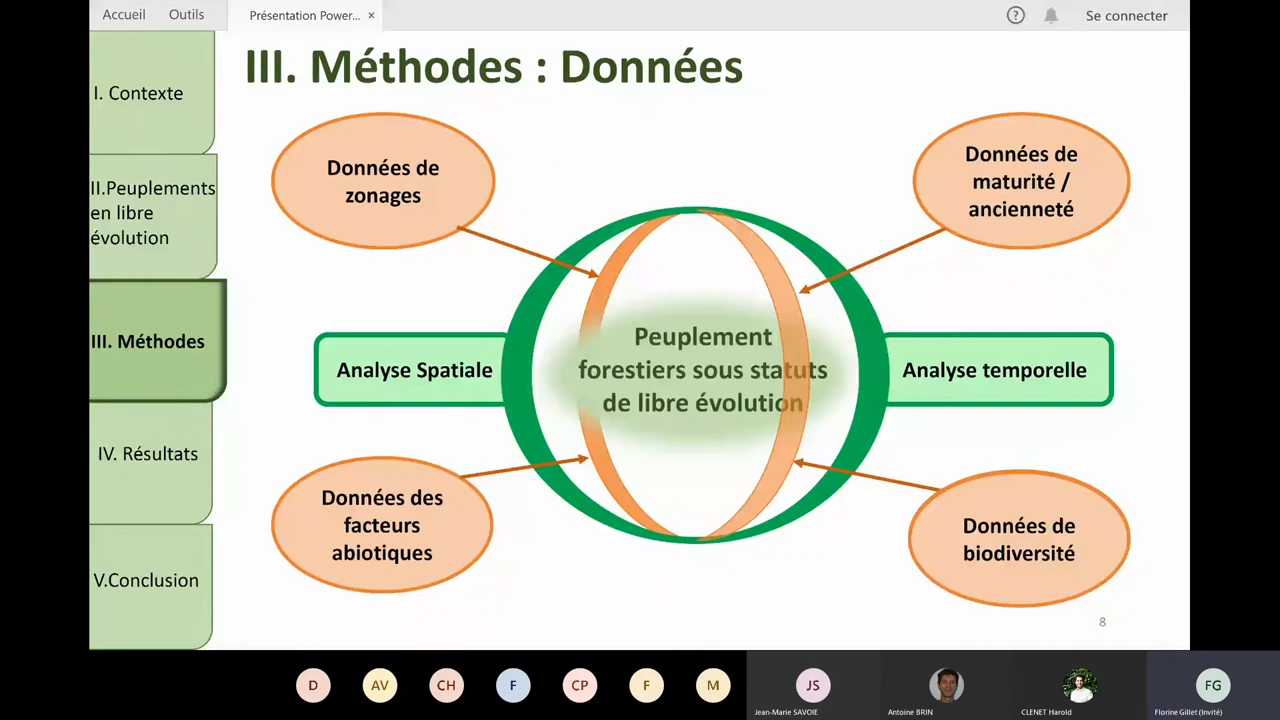 Accueil
Outils
Présentation Power...
×
?
Se connecter
III. Méthodes : Données
I. Contexte
II.Peuplements
en libre
évolution
III. Méthodes
IV. Résultats
V.Conclusion
Données de
zonages
Données de
maturité /
ancienneté
Analyse Spatiale
Peuplement
forestiers sous statuts
de libre évolution
Analyse temporelle
Données des
facteurs
abiotiques
Données de
biodiversité
8
D
AV
CH
F
CP
F
M
JS
FG
Jean-Marie SAVOIE
Antoine BRIN
CLENET Harold
Florine Gillet (Invité)